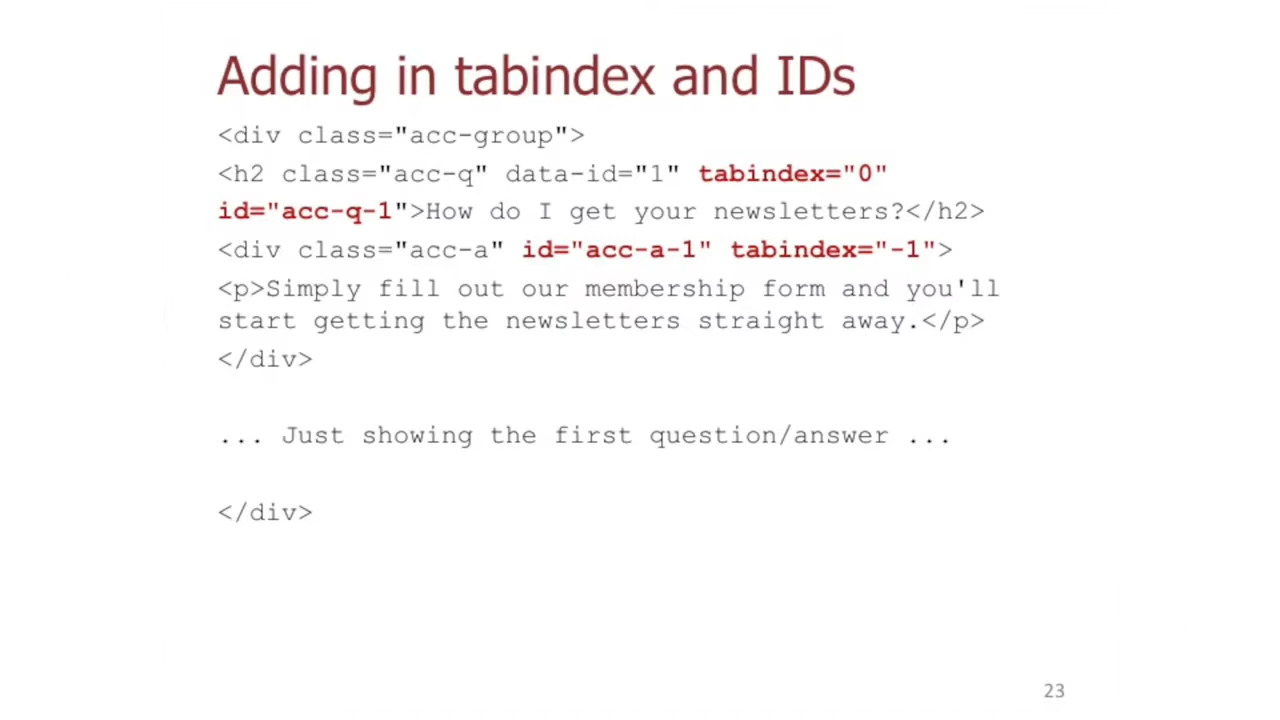 Adding in tabindex and IDs
<div class="acc-group">
<h2 class="acc-q" data-id="1" tabindex="0"
id="acc-q-1">How do I get your newsletters?</h2>
<div class="acc-a" id="acc-a-1" tabindex="-1">
<p>Simply fill out our membership form and you'll
start getting the newsletters straight away.</p>
</div>
... Just showing the first question/answer ...
</div>
23